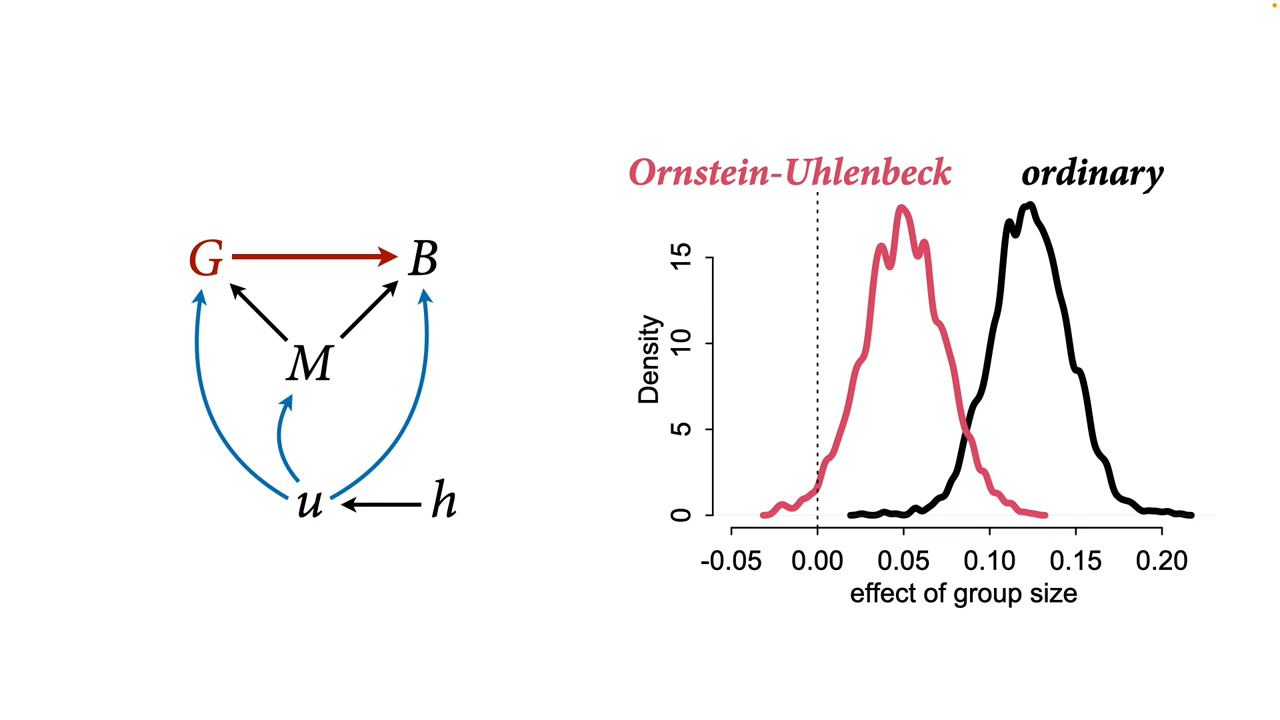 G B
M
u h
Ornstein-Uhlenbeck ordinary
Density
15
10
5
0
-0.05 0.00 0.05 0.10 0.15 0.20
effect of group size